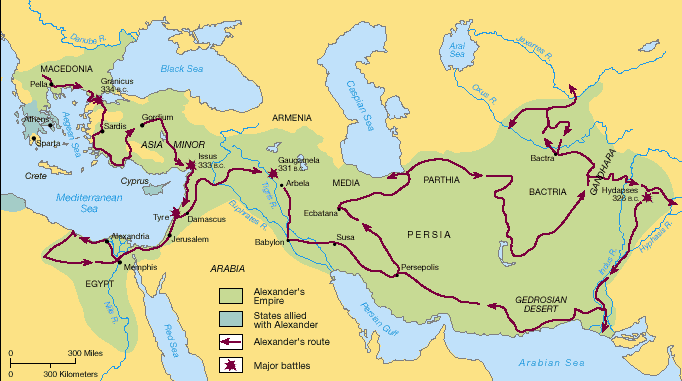 Danube R.
MACEDONIA
Pella
Granicus
334 B.C.
Black Sea
Aral
Sea
Jaxartes R.
Oxus R.
Caspian Sea
Athens
Sparta
Aegean Sea
Sardis
Gordium
ASIA MINOR
ARMENIA
Issus
333 B.C.
Gaugamela
331 B.C.
Arbela
Tigris R.
MEDIA
PARTHIA
Bactra
BACTRIA
GANDHARA
Hydaspes
326 B.C.
Crete
Cyprus
Mediterranean
Sea
Tyre
Damascus
Euphrates R.
Ecbatana
PERSIA
Alexandria
Jerusalem
Babylon
Susa
Indus R.
Hyphasis R.
Memphis
EGYPT
Nile R.
Red Sea
ARABIA
Persepolis
Persian Gulf
GEDROSIAN
DESERT
Arabian Sea
Alexander's
Empire
States allied
with Alexander
Alexander's route
Major battles
0 300 Miles
0 300 Kilometers